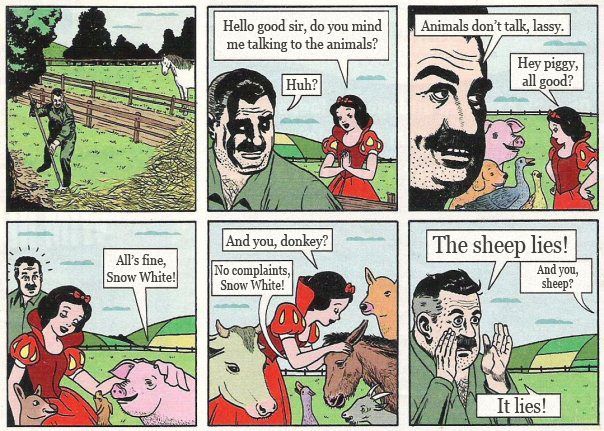 Hello good sir, do you mind
me talking to the animals?
Huh?
Animals don't talk, lassy.
Hey piggy,
all good?
All's fine,
Snow White!
And you, donkey?
No complaints,
Snow White!
The sheep lies!
And you,
sheep?
It lies!